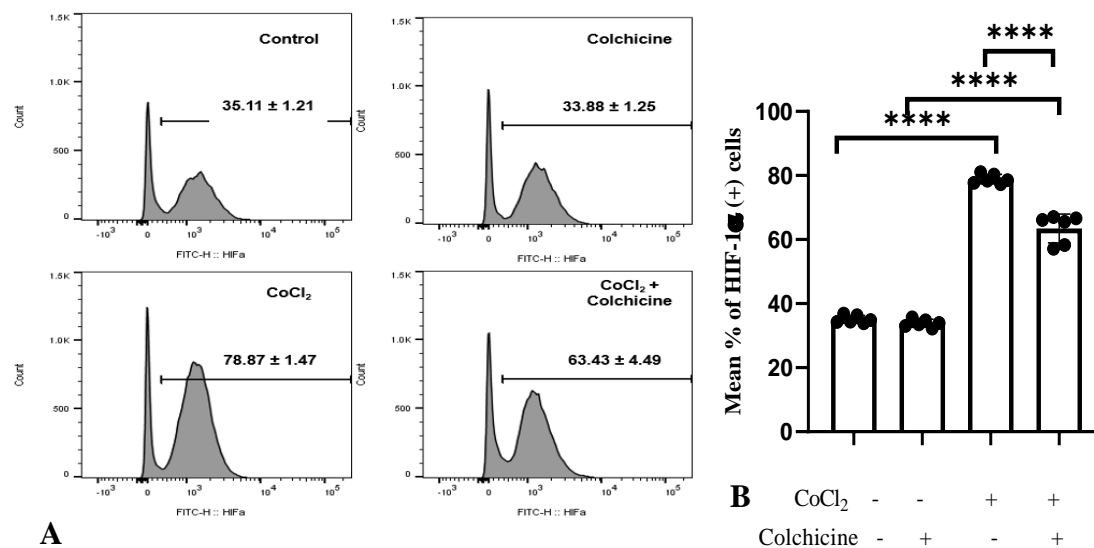 Control
35.11 ± 1.21
1.5K
1.0K
500
0
Count
-10³ 0 10³ 10⁴ 10⁵
FITC-H :: HIFa
Colchicine
33.88 ± 1.25
1.5K
1.0K
500
0
Count
-10³ 0 10³ 10⁴ 10⁵
FITC-H :: HIFa
CoCl₂
78.87 ± 1.47
1.5K
1.0K
500
0
Count
-10³ 0 10³ 10⁴ 10⁵
FITC-H :: HIFa
CoCl₂ +
Colchicine
63.43 ± 4.49
1.5K
1.0K
500
0
Count
-10³ 0 10³ 10⁴ 10⁵
FITC-H :: HIFa
A
****
****
****
100
80
60
40
20
0
Mean % of HIF-1α (+) cells
B
CoCl₂ - - + +
Colchicine - + - +